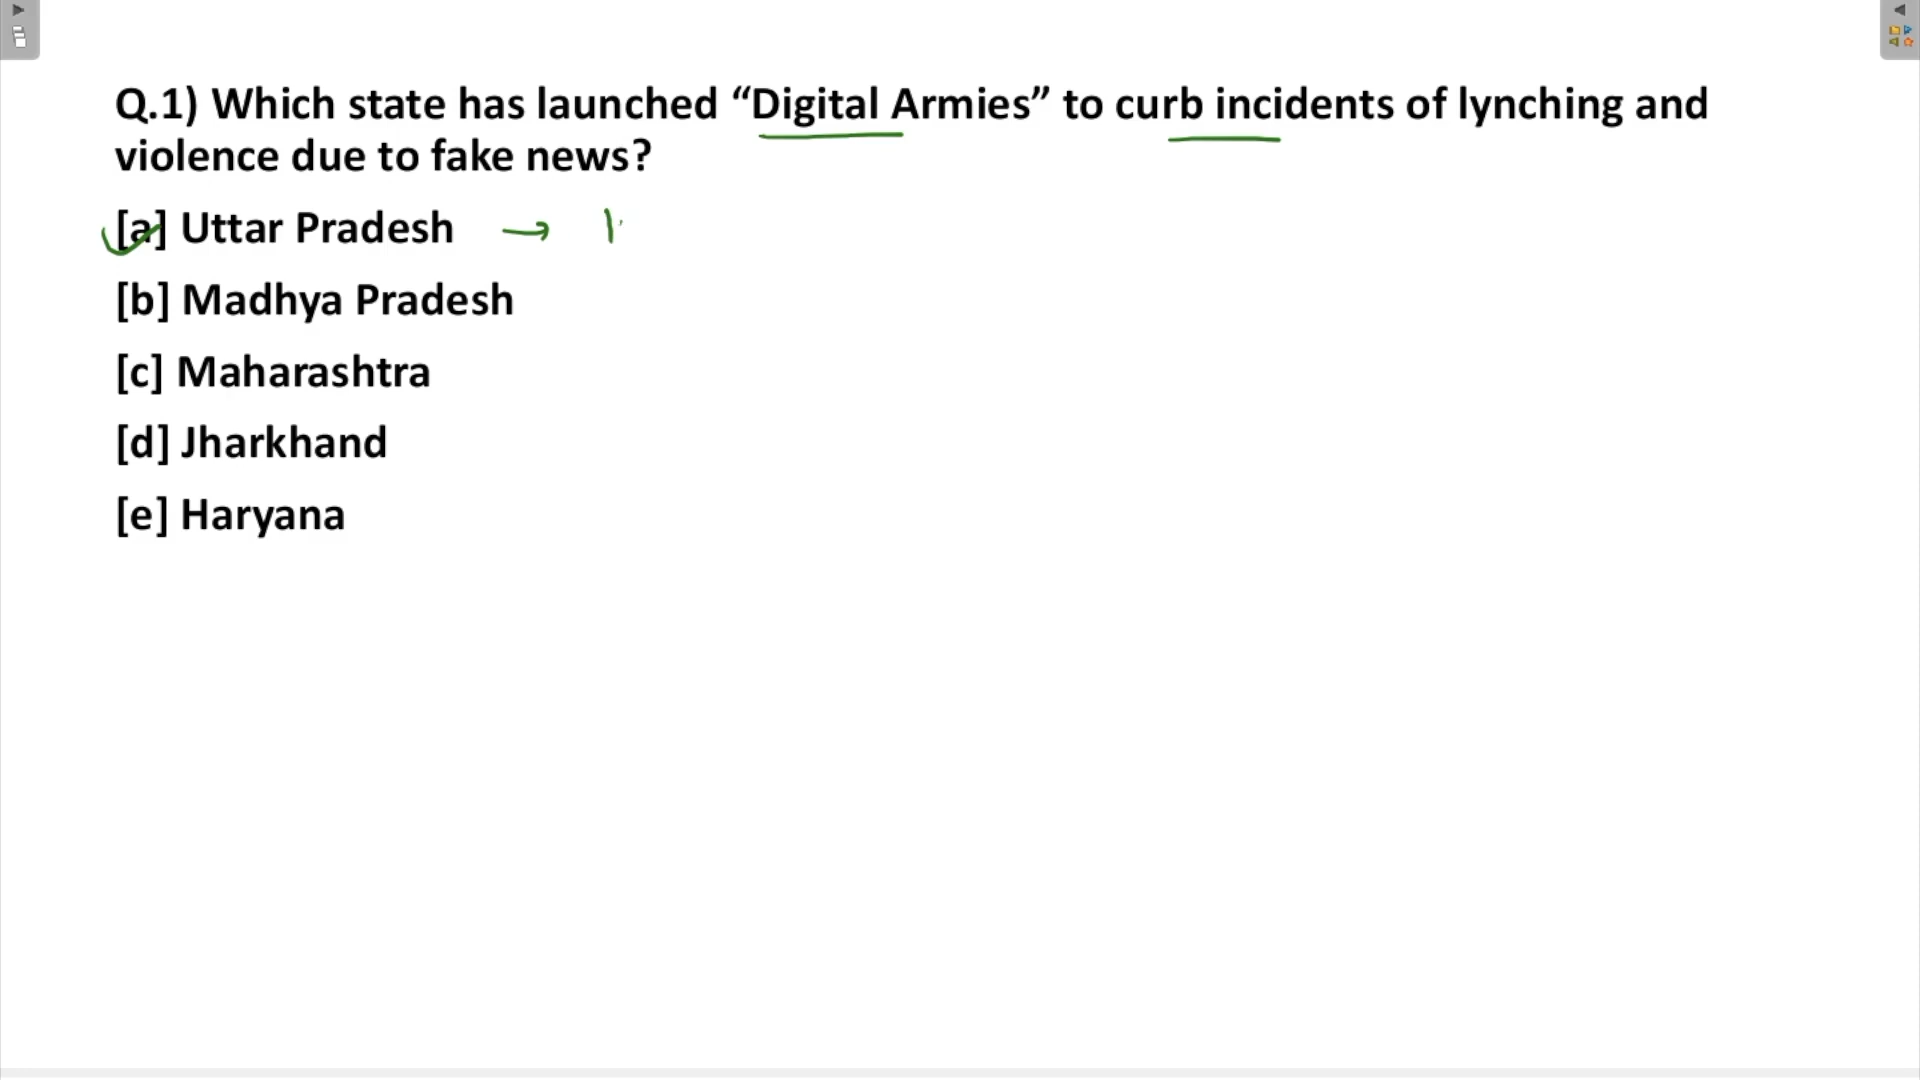 Q.1) Which state has launched “Digital Armies” to curb incidents of lynching and
violence due to fake news?
[a] Uttar Pradesh
[b] Madhya Pradesh
[c] Maharashtra
[d] Jharkhand
[e] Haryana